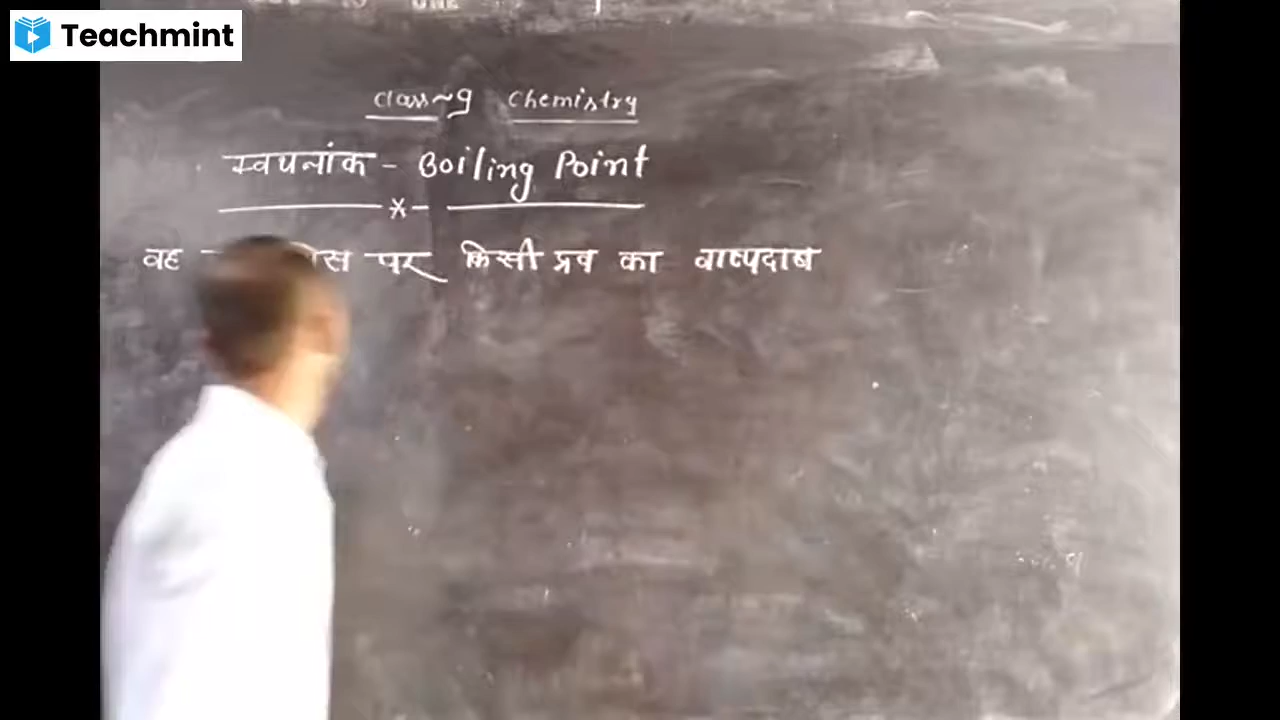 Teachmint
class~9 Chemistry
स्वथनांक - Boiling Point
वह पर किसी द्रव का वाष्पदाब